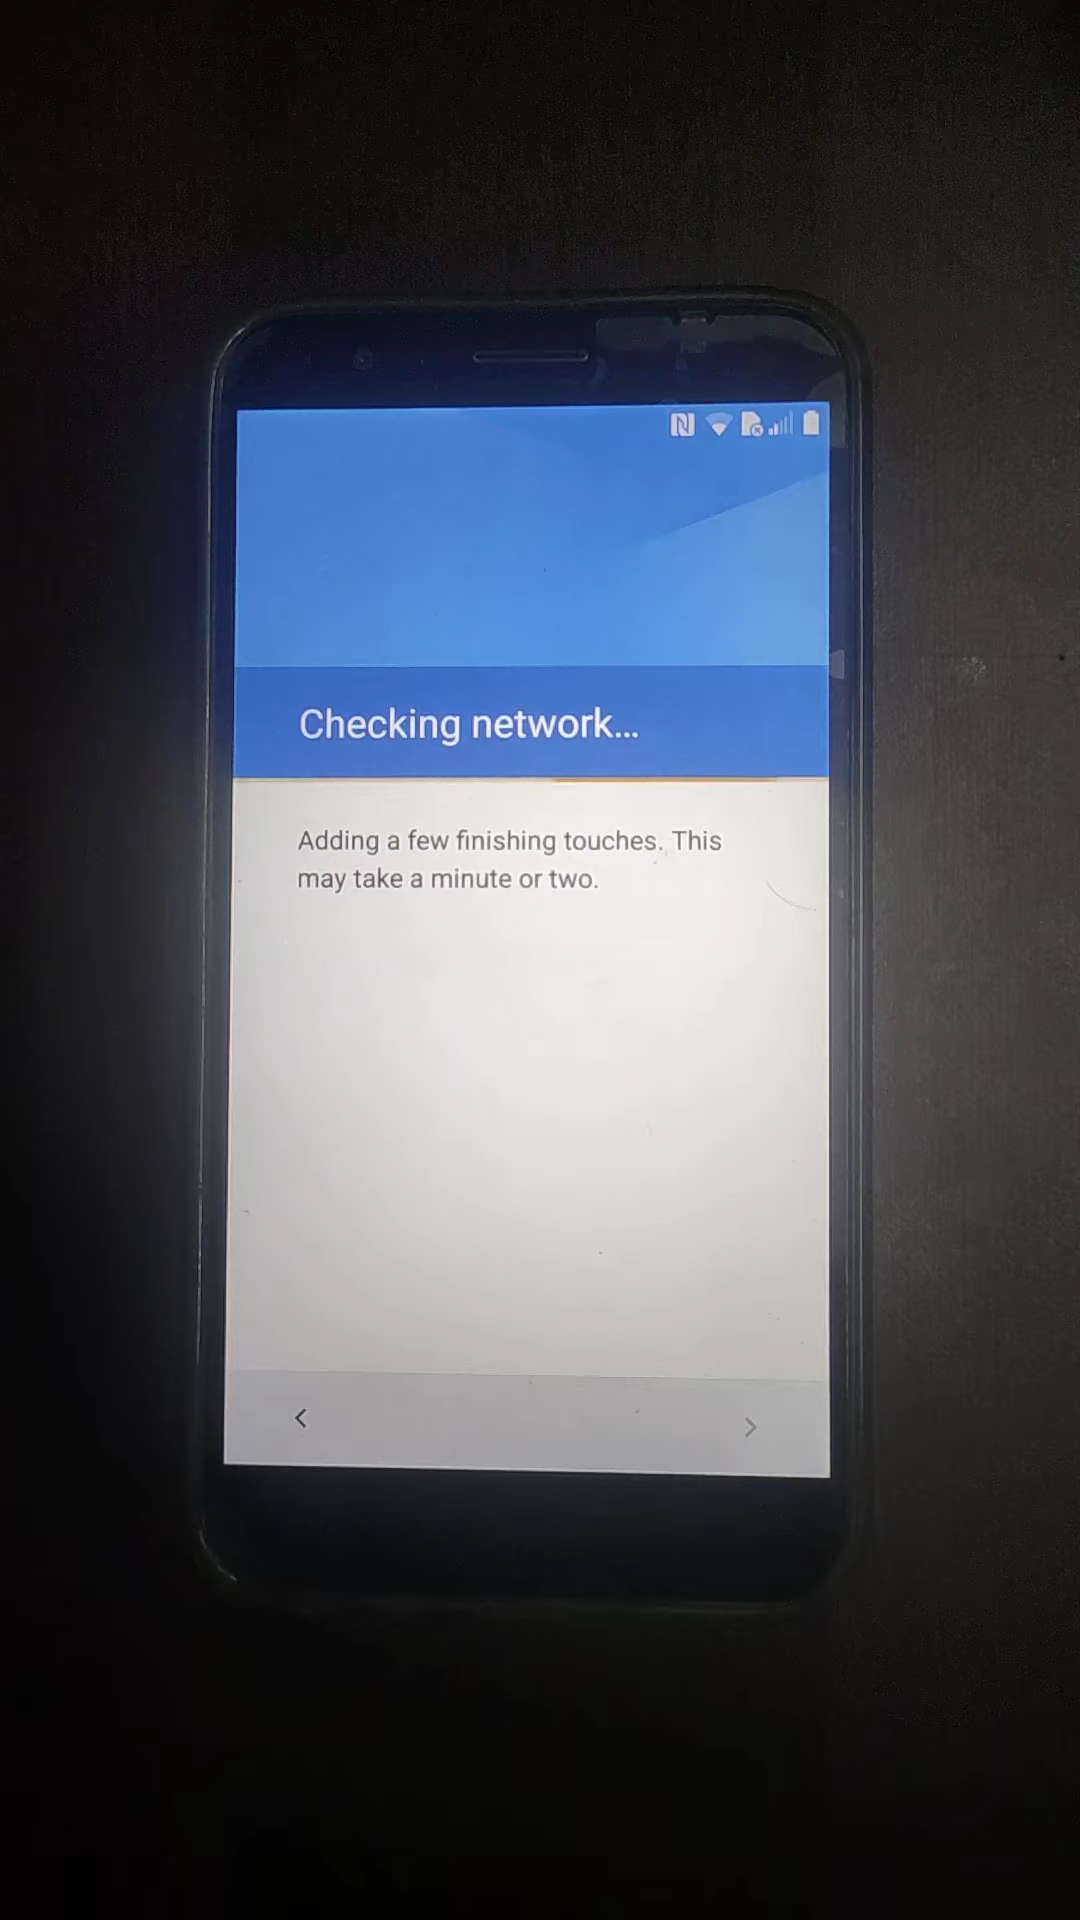 Checking network...
Adding a few finishing touches. This
may take a minute or two.